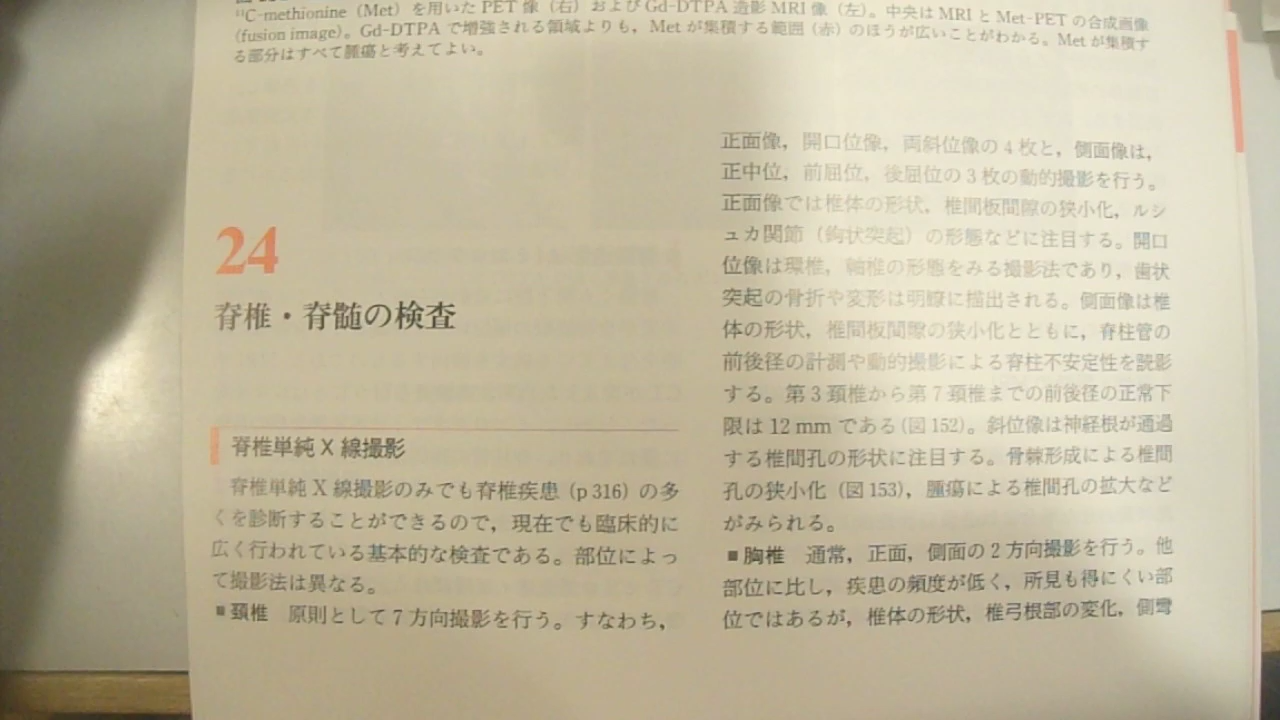 ¹¹C-methionine（Met）を用いた PET 像（右）および Gd-DTPA 造影 MRI 像（左）。中央は MRI と Met-PET の合成画像
(fusion image)。Gd-DTPA で増強される領域よりも，Met が集積する範囲（赤）のほうが広いことがわかる。Met が集積す
る部分はすべて腫瘍と考えてよい。
24
脊椎・脊髄の検査
脊椎単純 X 線撮影
脊椎単純 X 線撮影のみでも脊椎疾患（p 316）の多
くを診断することができるので，現在でも臨床的に
広く行われている基本的な検査である。部位によっ
て撮影法は異なる。
■頚椎　原則として 7 方向撮影を行う。すなわち，
正面像，開口位像，両斜位像の 4 枚と，側面像は，
正中位，前屈位，後屈位の 3 枚の動的撮影を行う。
正面像では椎体の形状，椎間板間隙の狭小化，ルシ
ュカ関節（鉤状突起）の形態などに注目する。開口
位像は環椎，軸椎の形態をみる撮影法であり，歯状
突起の骨折や変形は明瞭に描出される。側面像は椎
体の形状，椎間板間隙の狭小化とともに，脊柱管の
前後径の計測や動的撮影による脊柱不安定性を読影
する。第 3 頚椎から第 7 頚椎までの前後径の正常下
限は 12 mm である（図 152）。斜位像は神経根が通過
する椎間孔の形状に注目する。骨棘形成による椎間
孔の狭小化（図 153），腫瘍による椎間孔の拡大など
がみられる。
■胸椎　通常，正面，側面の 2 方向撮影を行う。他
部位に比し，疾患の頻度が低く，所見も得にくい部
位ではあるが，椎体の形状，椎弓根部の変化，側彎